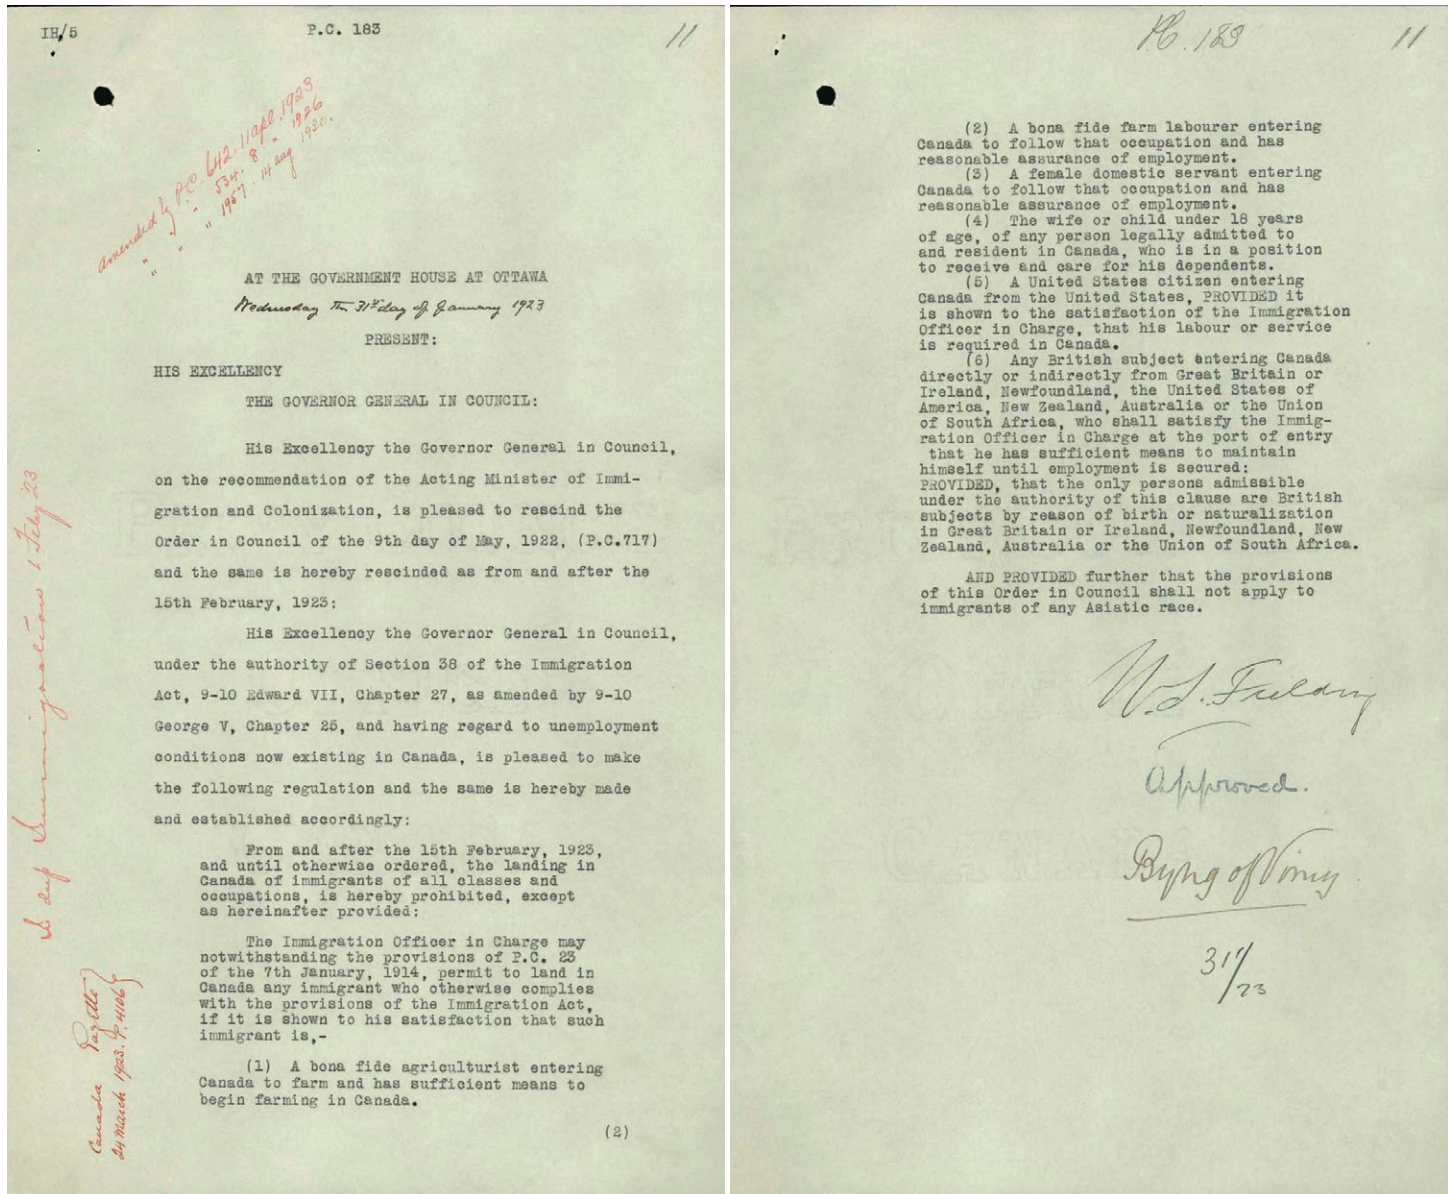 IH/5
P.C. 183
11
amended by P.C. 642. 11 apl. 1923
" " 534. 8 " 1926
" " 1957. 14 aug 1930.
AT THE GOVERNMENT HOUSE AT OTTAWA
Wednesday the 31st day of January 1923
PRESENT:
HIS EXCELLENCY
THE GOVERNOR GENERAL IN COUNCIL:
His Excellency the Governor General in Council,
on the recommendation of the Acting Minister of Immi-
gration and Colonization, is pleased to rescind the
Order in Council of the 9th day of May, 1922, (P.C.717)
and the same is hereby rescinded as from and after the
15th February, 1923:
His Excellency the Governor General in Council,
under the authority of Section 38 of the Immigration
Act, 9-10 Edward VII, Chapter 27, as amended by 9-10
George V, Chapter 25, and having regard to unemployment
conditions now existing in Canada, is pleased to make
the following regulation and the same is hereby made
and established accordingly:
From and after the 15th February, 1923,
and until otherwise ordered, the landing in
Canada of immigrants of all classes and
occupations, is hereby prohibited, except
as hereinafter provided:
The Immigration Officer in Charge may
notwithstanding the provisions of P.C. 23
of the 7th January, 1914, permit to land in
Canada any immigrant who otherwise complies
with the provisions of the Immigration Act,
if it is shown to his satisfaction that such
immigrant is,-
(1) A bona fide agriculturist entering
Canada to farm and has sufficient means to
begin farming in Canada.
(2)
Immigration 1 Feby '23
Canada Gazette
24 March 1923. P. 4106
P.C. 183
11
(2) A bona fide farm labourer entering
Canada to follow that occupation and has
reasonable assurance of employment.
(3) A female domestic servant entering
Canada to follow that occupation and has
reasonable assurance of employment.
(4) The wife or child under 18 years
of age, of any person legally admitted to
and resident in Canada, who is in a position
to receive and care for his dependents.
(5) A United States citizen entering
Canada from the United States, PROVIDED it
is shown to the satisfaction of the Immigration
Officer in Charge, that his labour or service
is required in Canada.
(6) Any British subject entering Canada
directly or indirectly from Great Britain or
Ireland, Newfoundland, the United States of
America, New Zealand, Australia or the Union
of South Africa, who shall satisfy the Immig-
ration Officer in Charge at the port of entry
that he has sufficient means to maintain
himself until employment is secured:
PROVIDED, that the only persons admissible
under the authority of this clause are British
subjects by reason of birth or naturalization
in Great Britain or Ireland, Newfoundland, New
Zealand, Australia or the Union of South Africa.
AND PROVIDED further that the provisions
of this Order in Council shall not apply to
immigrants of any Asiatic race.
W.S. Fielding
Approved.
Byng of Vimy
31/1/23